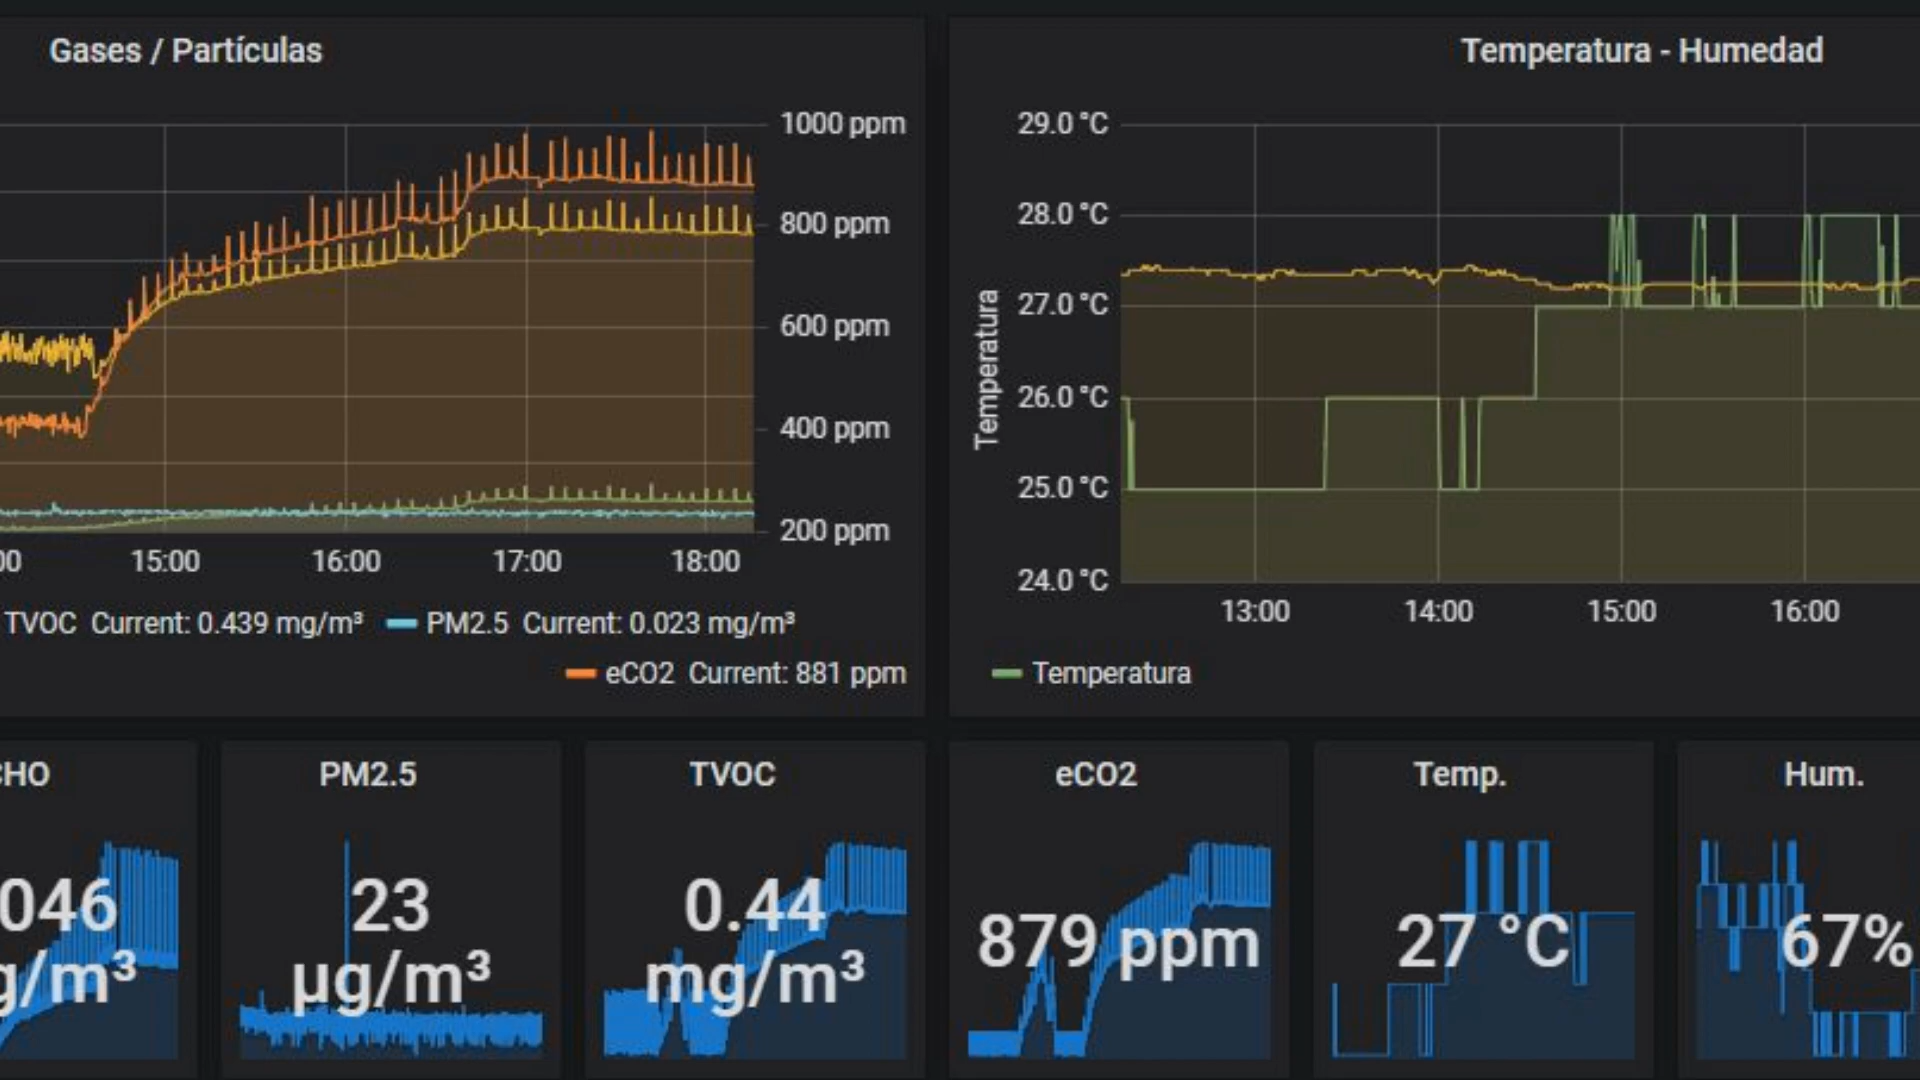 Gases / Partículas
1000 ppm
800 ppm
600 ppm
400 ppm
200 ppm
00
15:00
16:00
17:00
18:00
TVOC Current: 0.439 mg/m³
PM2.5 Current: 0.023 mg/m³
eCO2 Current: 881 ppm
Temperatura - Humedad
Temperatura
29.0 °C
28.0 °C
27.0 °C
26.0 °C
25.0 °C
24.0 °C
13:00
14:00
15:00
16:00
Temperatura
CHO
046
g/m³
PM2.5
23
µg/m³
TVOC
0.44
mg/m³
eCO2
879 ppm
Temp.
27 °C
Hum.
67%